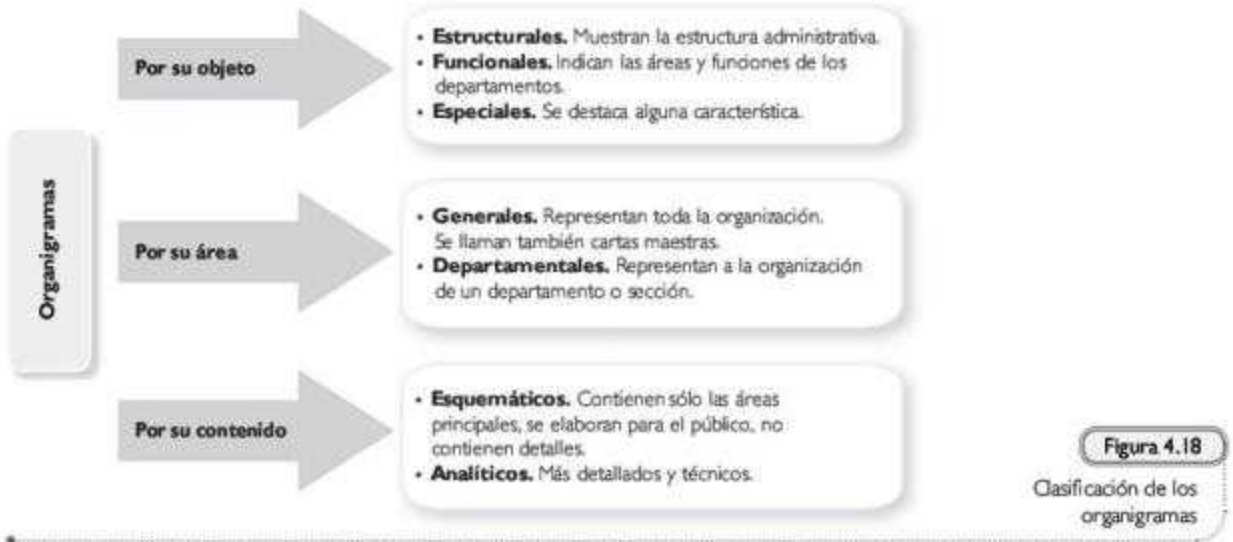 Organigramas
Por su objeto
• Estructurales. Muestran la estructura administrativa.
• Funcionales. Indican las áreas y funciones de los
departamentos.
• Especiales. Se destaca alguna característica.
Por su área
• Generales. Representan toda la organización.
Se llaman también cartas maestras.
• Departamentales. Representan a la organización
de un departamento o sección.
Por su contenido
• Esquemáticos. Contienen sólo las áreas
principales, se elaboran para el público, no
contienen detalles.
• Analíticos. Más detallados y técnicos.
Figura 4.18
Clasificación de los
organigramas